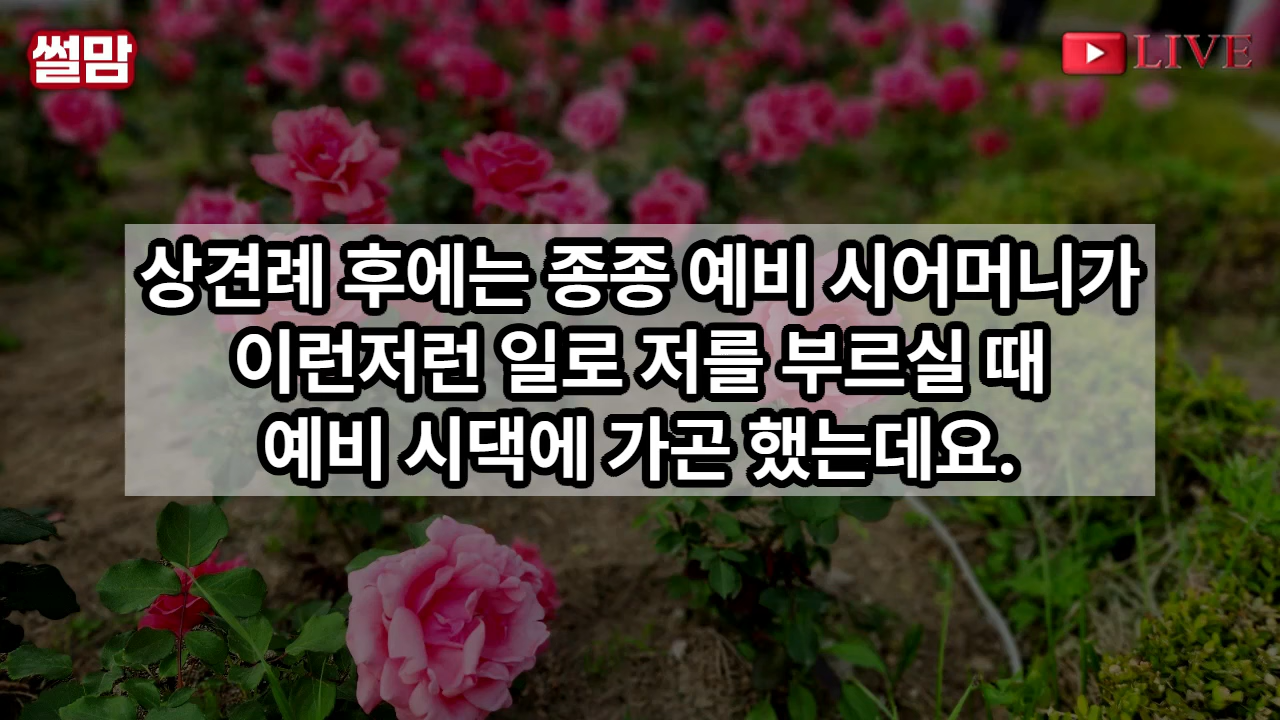 썰맘
LIVE
상견례 후에는 종종 예비 시어머니가
이런저런 일로 저를 부르실 때
예비 시댁에 가곤 했는데요.